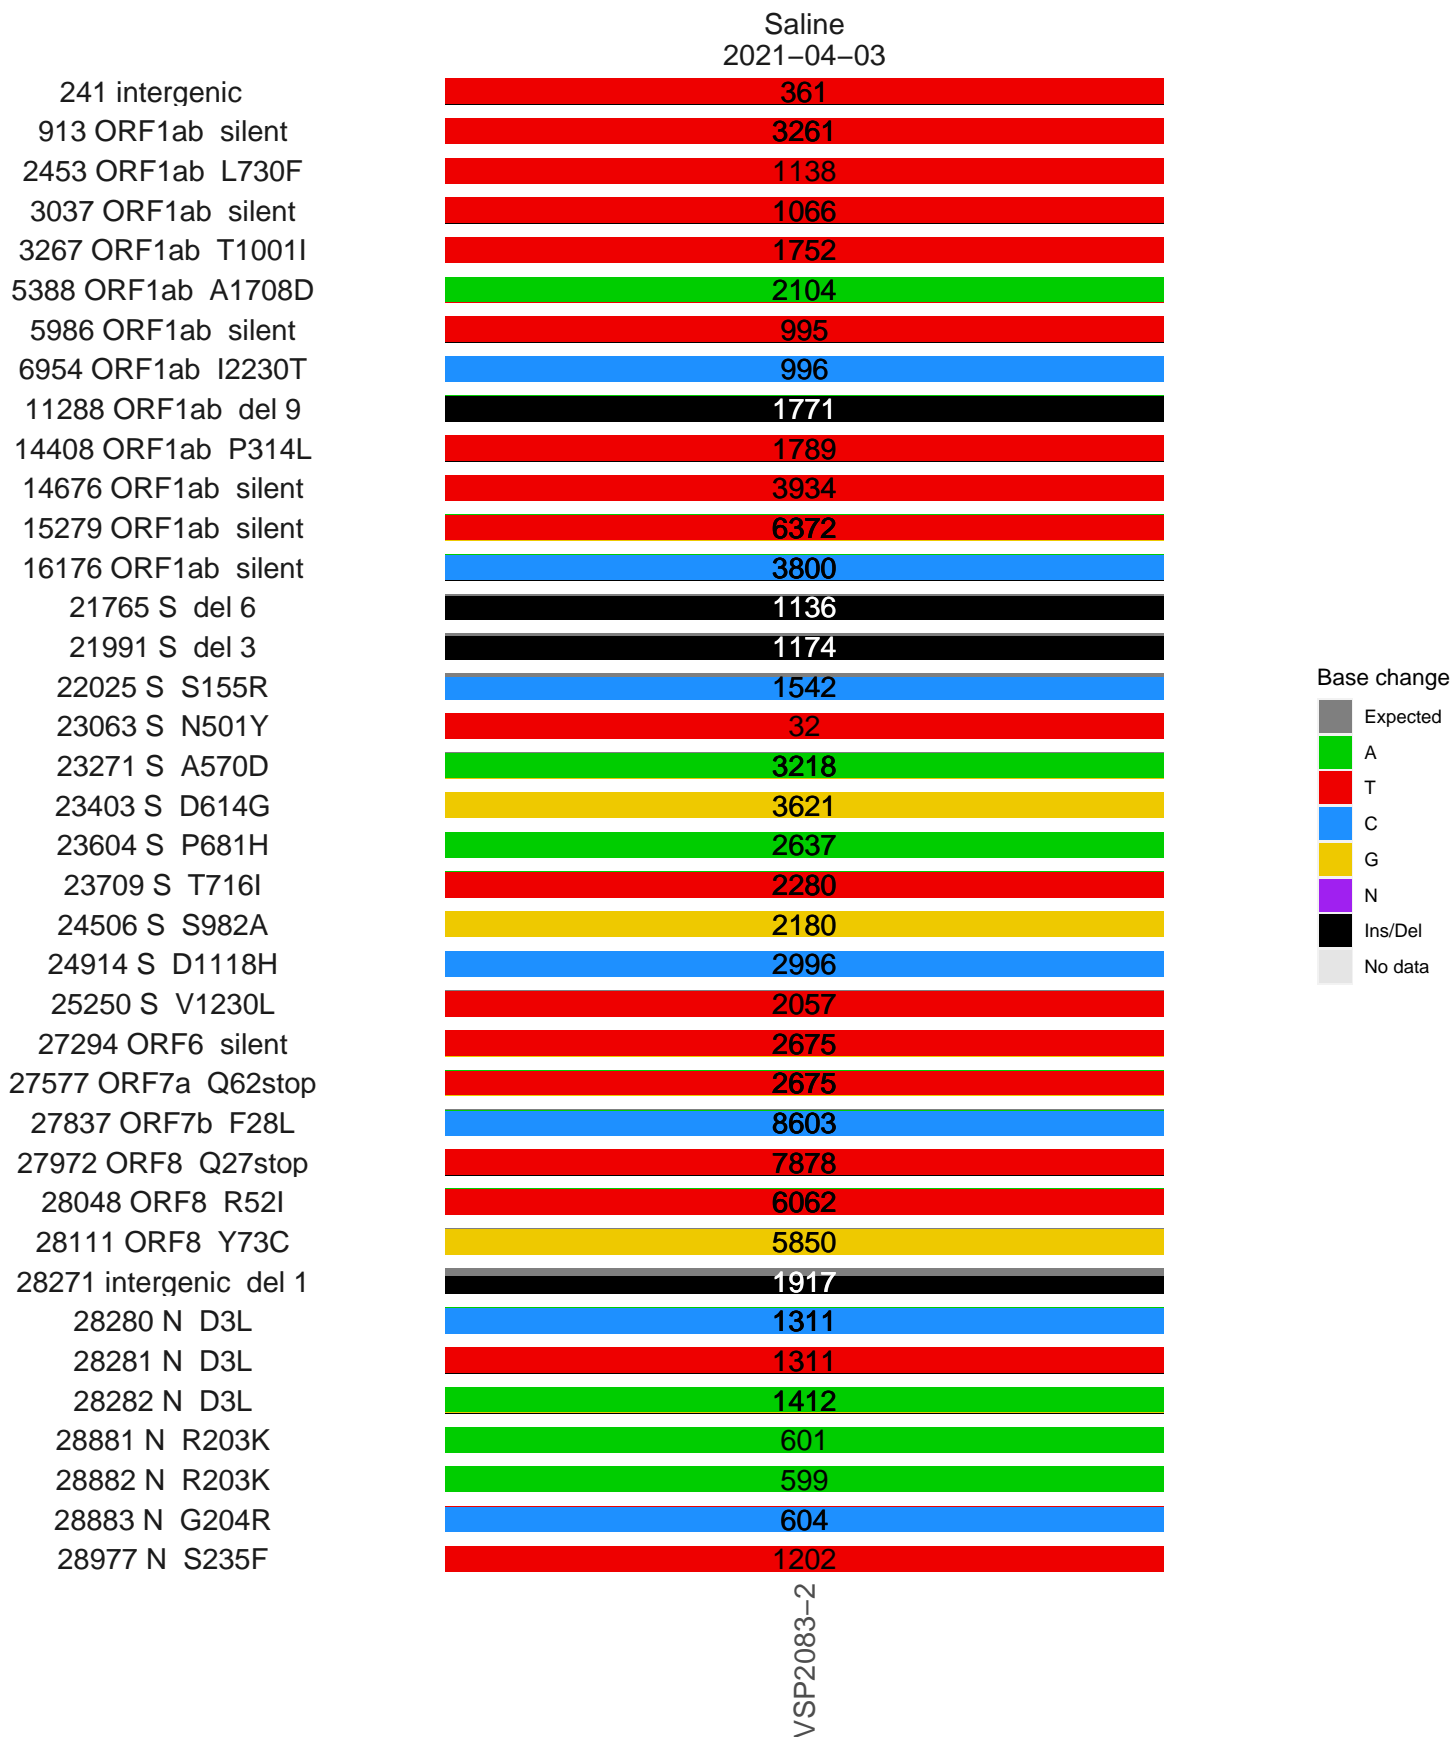 Saline
2021−04−03
241 intergenic 361
913 ORF1ab silent 3261
2453 ORF1ab L730F 1138
3037 ORF1ab silent 1066
3267 ORF1ab T1001I 1752
5388 ORF1ab A1708D 2104
5986 ORF1ab silent 995
6954 ORF1ab I2230T 996
11288 ORF1ab del 9 1771
14408 ORF1ab P314L 1789
14676 ORF1ab silent 3934
15279 ORF1ab silent 6372
16176 ORF1ab silent 3800
21765 S del 6 1136
21991 S del 3 1174
22025 S S155R 1542
23063 S N501Y 32
23271 S A570D 3218
23403 S D614G 3621
23604 S P681H 2637
23709 S T716I 2280
24506 S S982A 2180
24914 S D1118H 2996
25250 S V1230L 2057
27294 ORF6 silent 2675
27577 ORF7a Q62stop 2675
27837 ORF7b F28L 8603
27972 ORF8 Q27stop 7878
28048 ORF8 R52I 6062
28111 ORF8 Y73C 5850
28271 intergenic del 1 1917
28280 N D3L 1311
28281 N D3L 1311
28282 N D3L 1412
28881 N R203K 601
28882 N R203K 599
28883 N G204R 604
28977 N S235F 1202
VSP2083−2
Base change
Expected
A
T
C
G
N
Ins/Del
No data